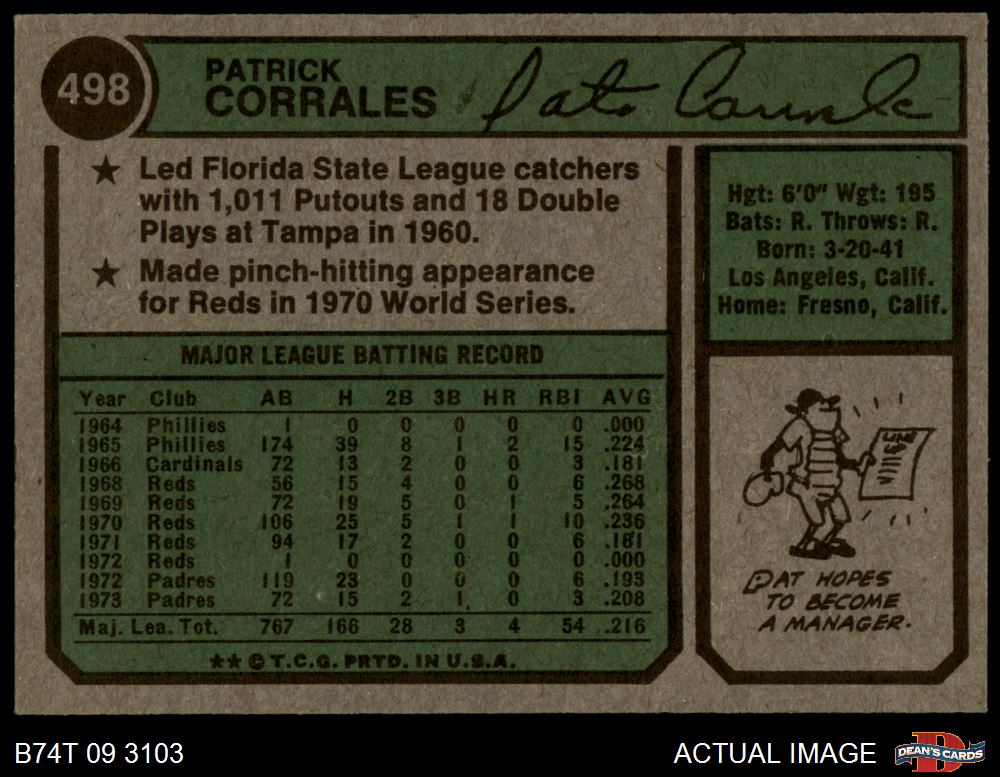 498
PATRICK
CORRALES
Pat Corrales
★ Led Florida State League catchers
with 1,011 Putouts and 18 Double
Plays at Tampa in 1960.
★ Made pinch-hitting appearance
for Reds in 1970 World Series.
Hgt: 6'0" Wgt: 195
Bats: R. Throws: R.
Born: 3-20-41
Los Angeles, Calif.
Home: Fresno, Calif.
MAJOR LEAGUE BATTING RECORD
Year Club AB H 2B 3B HR RBI AVG
1964 Phillies 1 0 0 0 0 0 .000
1965 Phillies 174 39 8 1 2 15 .224
1966 Cardinals 72 13 2 0 0 3 .181
1968 Reds 56 15 4 0 0 6 .268
1969 Reds 72 19 5 0 1 5 .264
1970 Reds 106 25 5 1 1 10 .236
1971 Reds 94 17 2 0 0 6 .181
1972 Reds 1 0 0 0 0 0 .000
1972 Padres 119 23 0 0 0 6 .193
1973 Padres 72 15 2 1 0 3 .208
Maj. Lea. Tot. 767 166 28 3 4 54 .216
★★ © T.C.G. PRTD. IN U.S.A.
LINE UP
PAT HOPES
TO BECOME
A MANAGER.
B74T 09 3103
ACTUAL IMAGE
DEAN'S CARDS